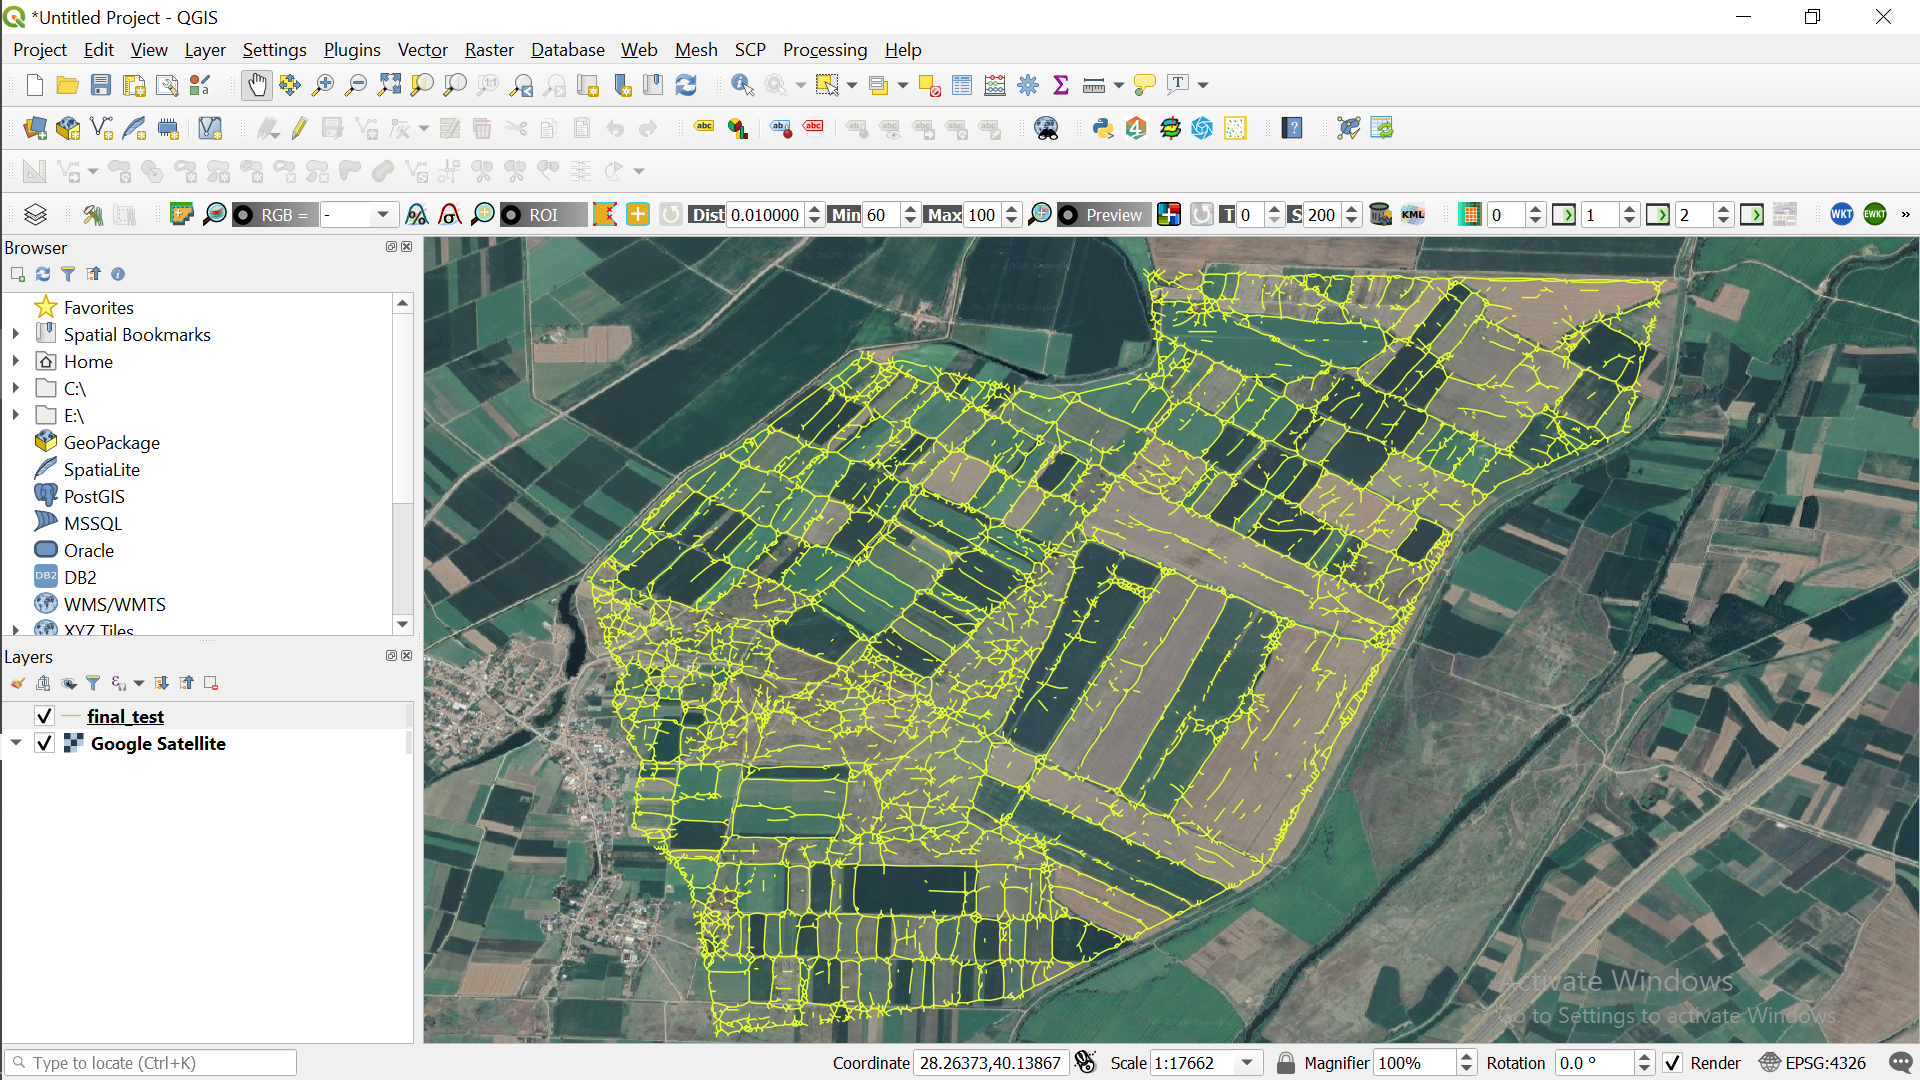 *Untitled Project - QGIS
Project Edit View Layer Settings Plugins Vector Raster Database Web Mesh SCP Processing Help
RGB = - ROI Dist 0.010000 Min 60 Max 100 Preview T 0 S 200 KML 0 1 2 WKT EWKT »
Browser
Favorites
Spatial Bookmarks
Home
C:\
E:\
GeoPackage
SpatiaLite
PostGIS
MSSQL
Oracle
DB2 DB2
WMS/WMTS
XYZ Tiles
Layers
final_test
Google Satellite
Activate Windows
Go to Settings to activate Windows.
Type to locate (Ctrl+K) Coordinate 28.26373,40.13867 Scale 1:17662 Magnifier 100% Rotation 0.0 ° Render EPSG:4326